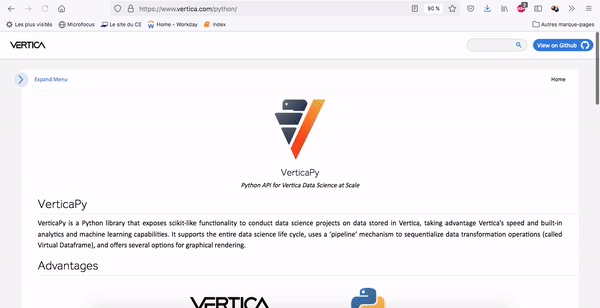 https://www.vertica.com/python/
90 %
2
Les plus visités
Microfocus
Le site du CE
Home - Workday
index
Autres marque-pages
VERTICA
View on Github
Expand Menu
Home
VerticaPy
Python API for Vertica Data Science at Scale
VerticaPy
VerticaPy is a Python library that exposes scikit-like functionality to conduct data science projects on data stored in Vertica, taking advantage Vertica's speed and built-in
analytics and machine learning capabilities. It supports the entire data science life cycle, uses a 'pipeline' mechanism to sequentialize data transformation operations (called
Virtual Dataframe), and offers several options for graphical rendering.
Advantages
VERTICA